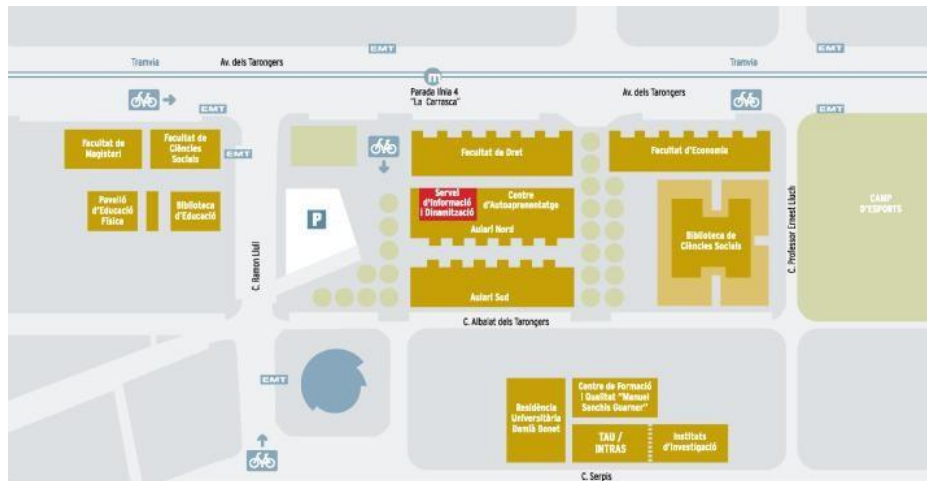 EMT
EMT
Tramvia
Av. dels Tarongers
Tramvia
m
Parada línia 4
"La Carrasca"
Av. dels Tarongers
EMT
EMT
Facultat de
Magisteri
Facultat de
Ciències
Socials
EMT
Facultat de Dret
Facultat d'Economia
Pavelló
d'Educació
Física
Biblioteca
d'Educació
P
Servei
d'Informació
i Dinamització
Centre
d'Autoaprenentatge
Aulari Nord
Biblioteca de
Ciències Socials
CAMP
D'ESPORTS
C. Ramon Llull
C. Professor Ernest Lluch
Aulari Sud
C. Albalat dels Tarongers
EMT
Residència
Universitària
Damià Bonet
Centre de Formació
i Qualitat "Manuel
Sanchis Guarner"
TAU /
INTRAS
Instituts
d'Investigació
C. Serpis